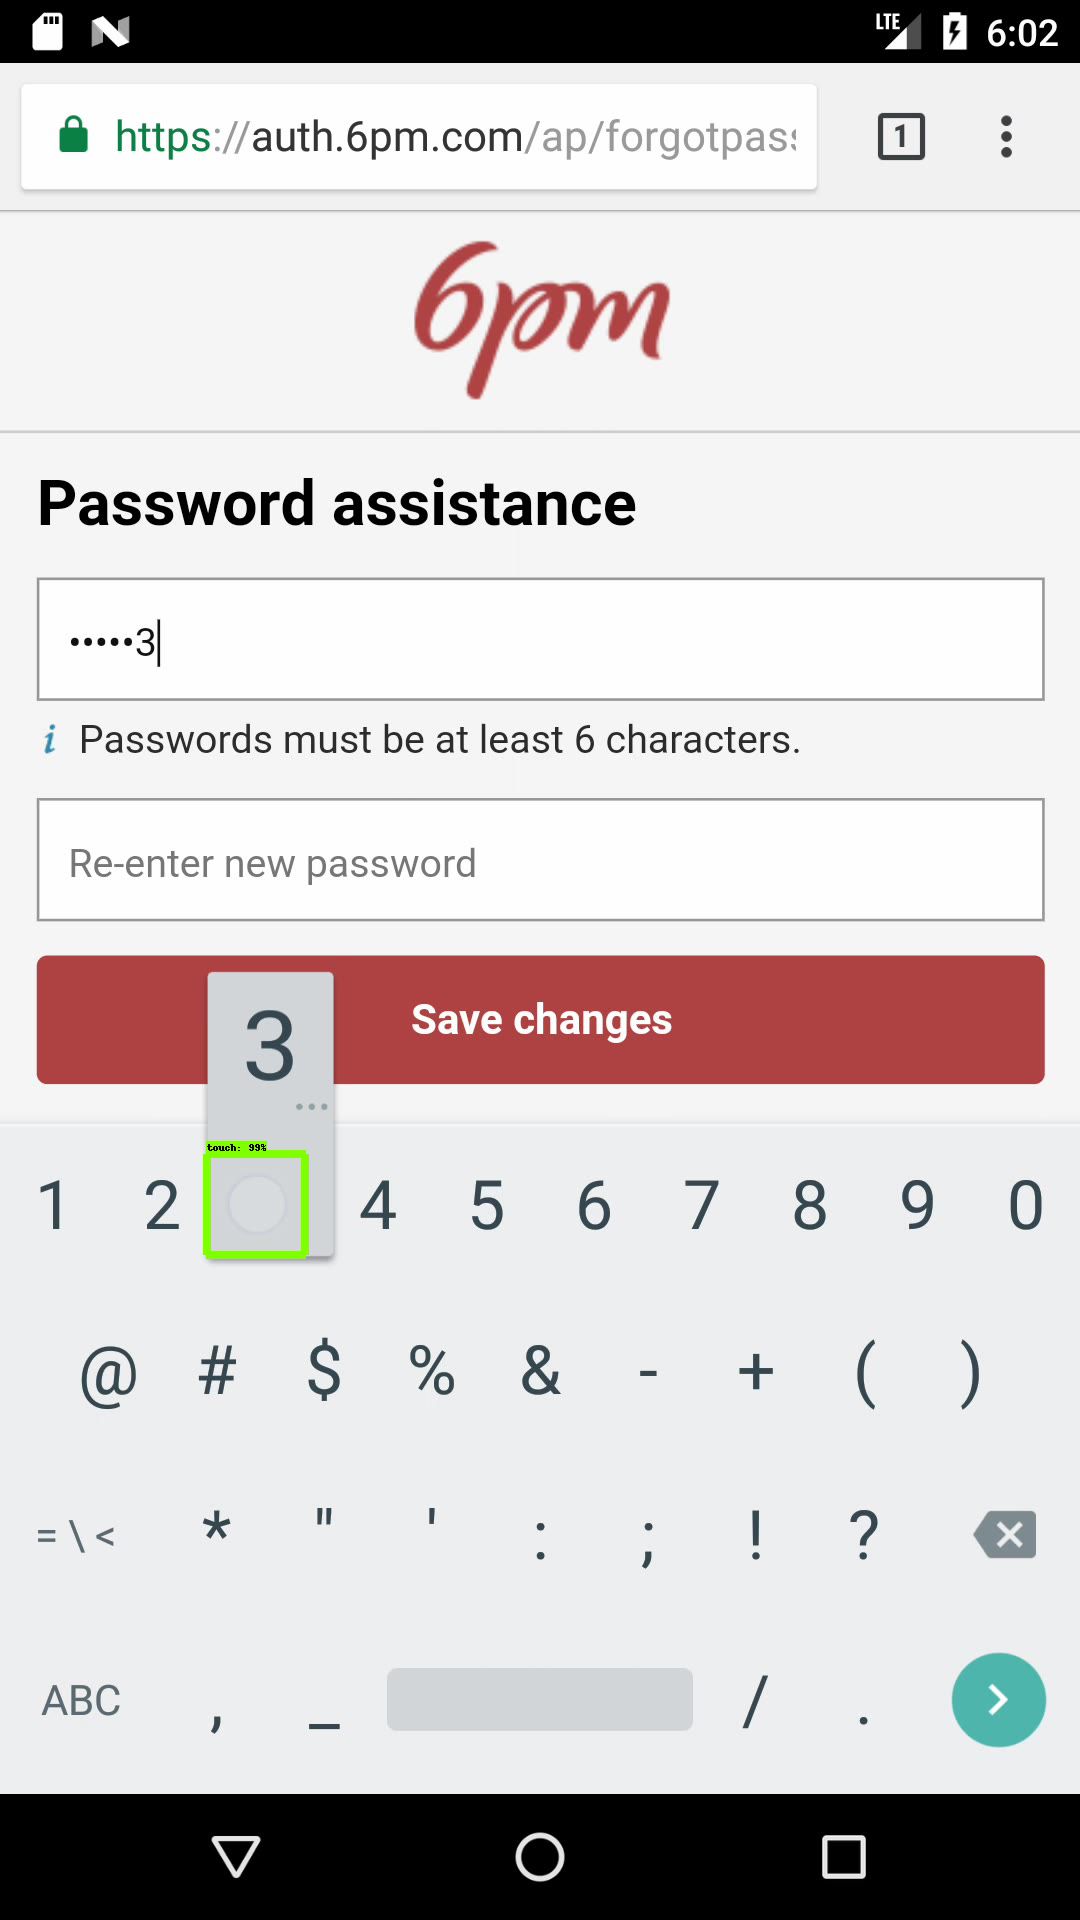 LTE 6:02
https://auth.6pm.com/ap/forgotpas
1
6pm
Password assistance
•••••3
i Passwords must be at least 6 characters.
Re-enter new password
Save changes
3
...
touch: 99%
1 2 4 5 6 7 8 9 0
@ # $ % & - + ( )
= \ < * " ' : ; ! ?
ABC , _ / .